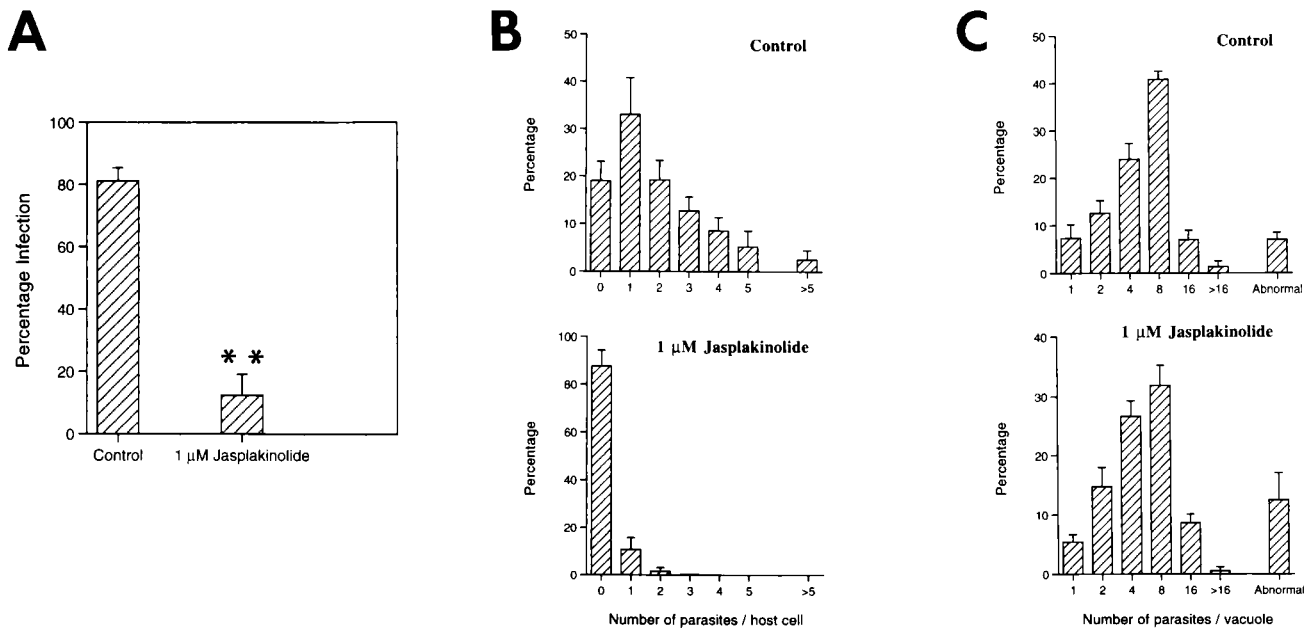 A
Percentage Infection
100
80
60
40
20
0
* *
Control
1 μM Jasplakinolide
B
Control
Percentage
50
40
30
20
10
0
0 1 2 3 4 5 >5
1 μM Jasplakinolide
Percentage
100
80
60
40
20
0
0 1 2 3 4 5 >5
Number of parasites / host cell
C
Control
Percentage
50
40
30
20
10
0
1 2 4 8 16 >16 Abnormal
1 μM Jasplakinolide
Percentage
40
30
20
10
0
1 2 4 8 16 >16 Abnormal
Number of parasites / vacuole